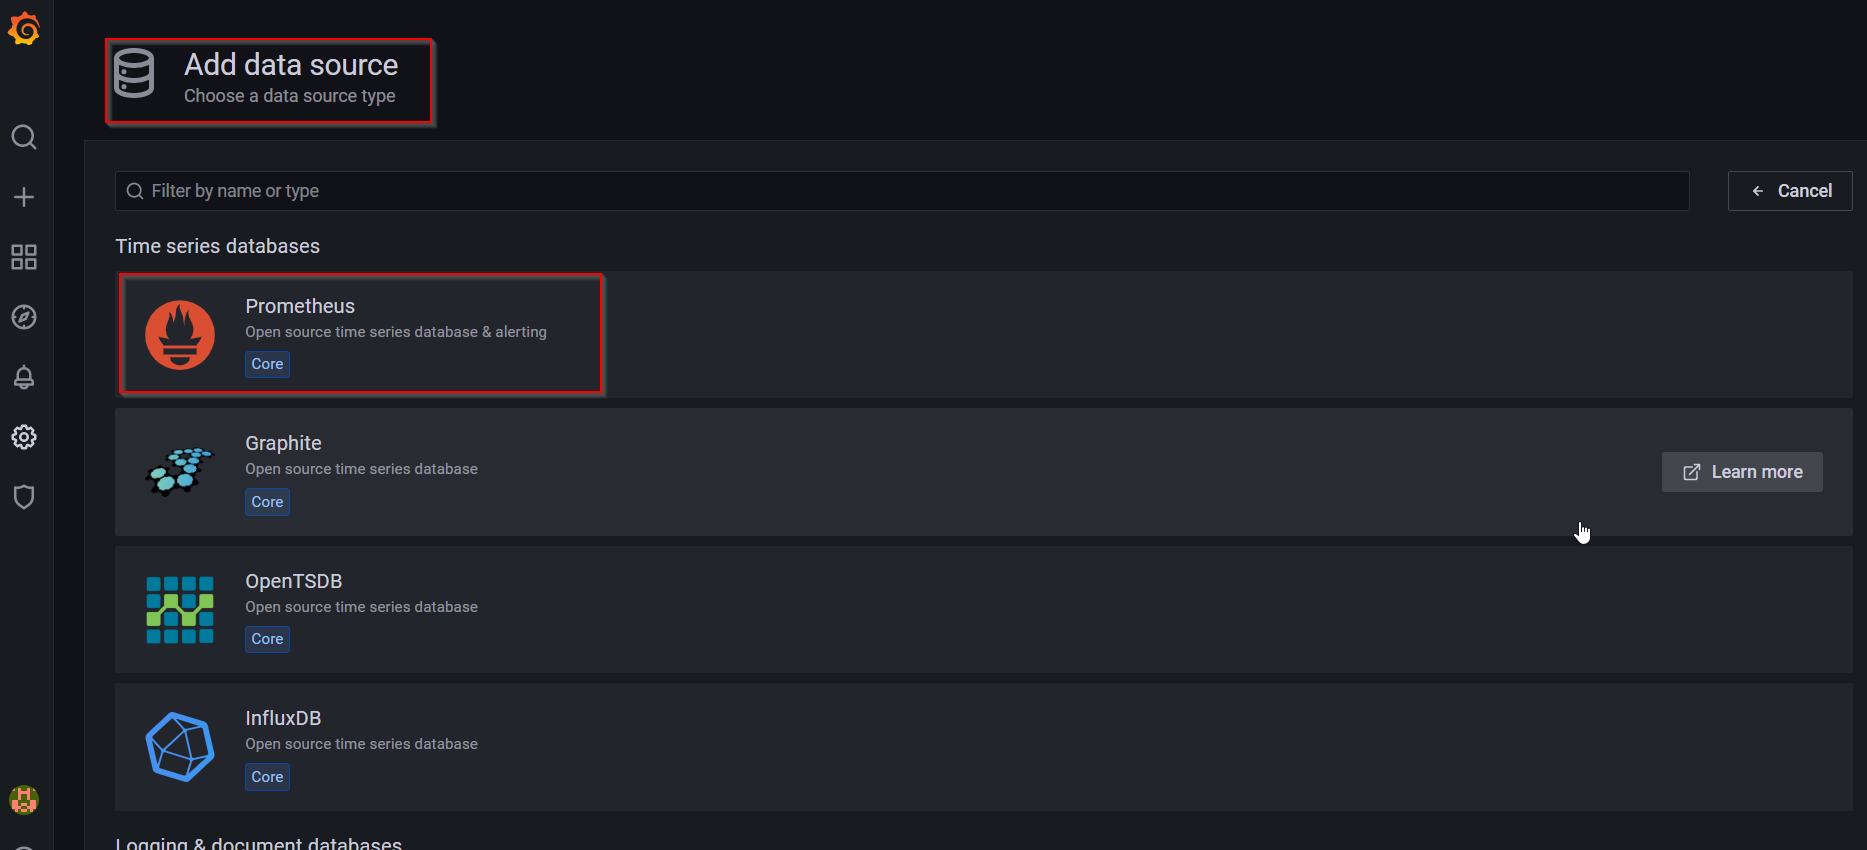 Add data source
Choose a data source type
Filter by name or type
Cancel
Time series databases
Prometheus
Open source time series database & alerting
Core
Graphite
Open source time series database
Core
Learn more
OpenTSDB
Open source time series database
Core
InfluxDB
Open source time series database
Core
Logging & document databases